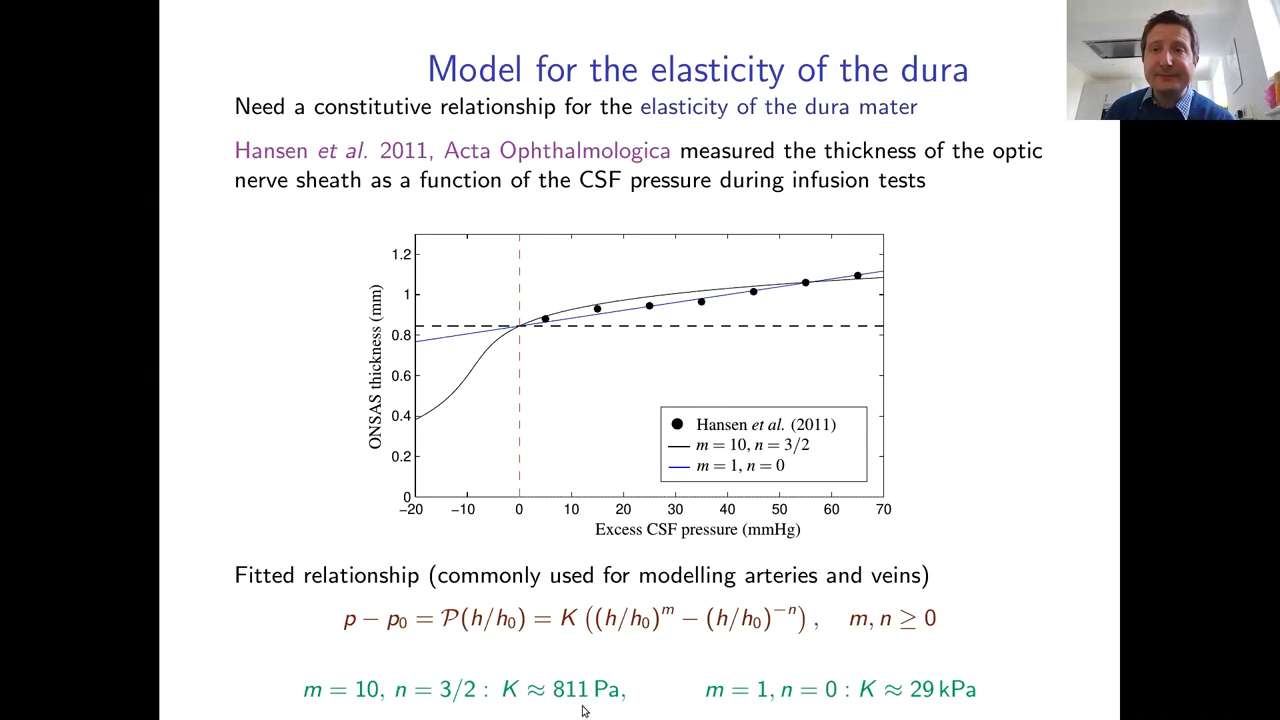 Model for the elasticity of the dura
Need a constitutive relationship for the elasticity of the dura mater
Hansen et al. 2011, Acta Ophthalmologica measured the thickness of the optic
nerve sheath as a function of the CSF pressure during infusion tests
1.2
1
0.8
0.6
0.4
0.2
0
ONSAS thickness (mm)
Hansen et al. (2011)
m = 10, n = 3/2
m = 1, n = 0
−20 −10 0 10 20 30 40 50 60 70
Excess CSF pressure (mmHg)
Fitted relationship (commonly used for modelling arteries and veins)
p − p₀ = 𝒫(h/h₀) = K ((h/h₀)^m − (h/h₀)^−n), m, n ≥ 0
m = 10, n = 3/2 : K ≈ 811 Pa, m = 1, n = 0 : K ≈ 29 kPa